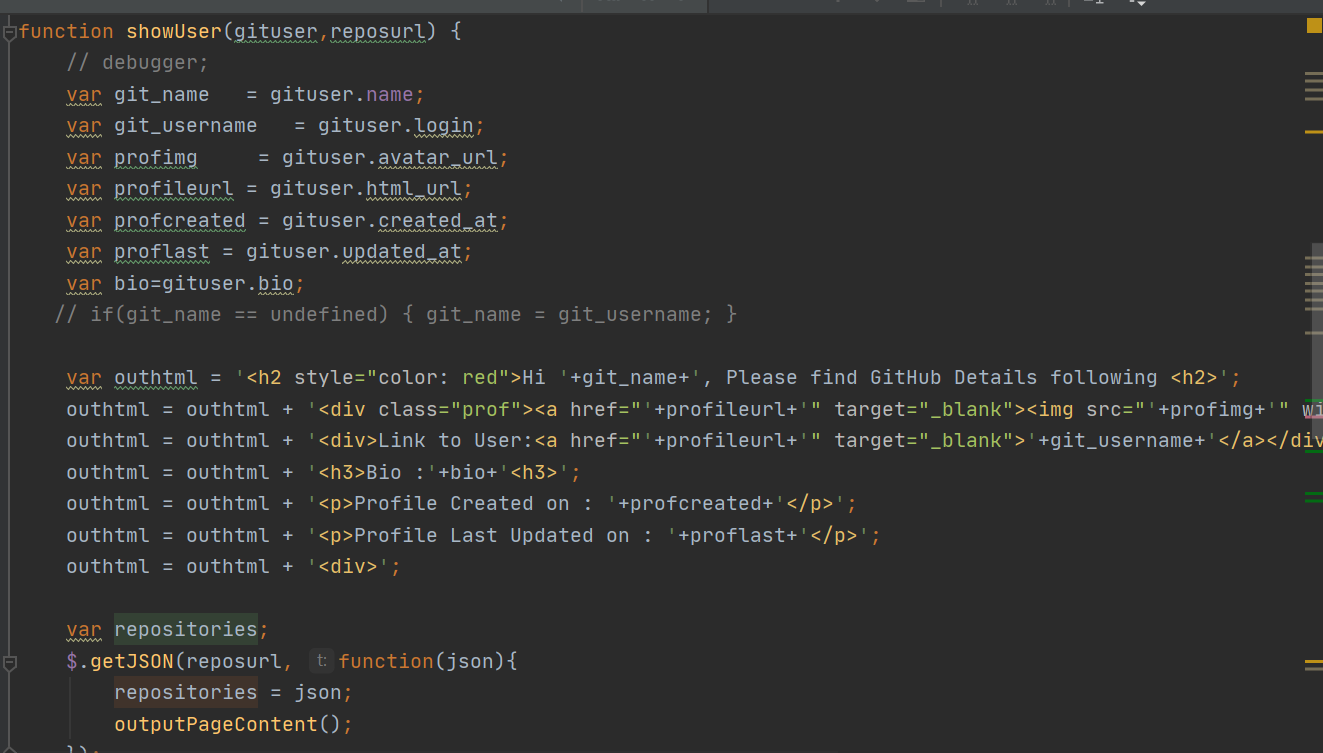 function showUser(gituser,reposurl) {
// debugger;
var git_name   = gituser.name;
var git_username   = gituser.login;
var profimg     = gituser.avatar_url;
var profileurl = gituser.html_url;
var profcreated = gituser.created_at;
var proflast = gituser.updated_at;
var bio=gituser.bio;
// if(git_name == undefined) { git_name = git_username; }
var outhtml = '<h2 style="color: red">Hi '+git_name+', Please find GitHub Details following <h2>';
outhtml = outhtml + '<div class="prof"><a href="'+profileurl+'" target="_blank"><img src="'+profimg+'" wi
outhtml = outhtml + '<div>Link to User:<a href="'+profileurl+'" target="_blank">'+git_username+'</a></div
outhtml = outhtml + '<h3>Bio :'+bio+'<h3>';
outhtml = outhtml + '<p>Profile Created on : '+profcreated+'</p>';
outhtml = outhtml + '<p>Profile Last Updated on : '+proflast+'</p>';
outhtml = outhtml + '<div>';
var repositories;
$.getJSON(reposurl, t: function(json){
repositories = json;
outputPageContent();
});